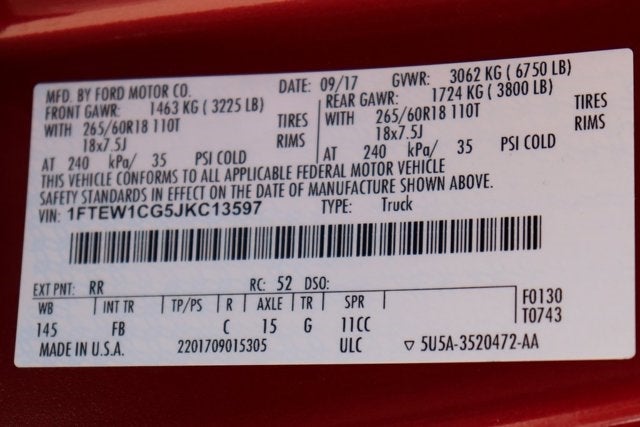 MFD. BY FORD MOTOR CO. DATE: 09/17 GVWR: 3062 KG ( 6750 LB)
FRONT GAWR: 1463 KG ( 3225 LB) REAR GAWR: 1724 KG ( 3800 LB)
WITH 265/60R18 110T TIRES WITH 265/60R18 110T TIRES
18x7.5J RIMS 18x7.5J RIMS
AT 240 kPa/ 35 PSI COLD AT 240 kPa/ 35 PSI COLD
THIS VEHICLE CONFORMS TO ALL APPLICABLE FEDERAL MOTOR VEHICLE
SAFETY STANDARDS IN EFFECT ON THE DATE OF MANUFACTURE SHOWN ABOVE.
VIN: 1FTEW1CG5JKC13597 TYPE: Truck
EXT PNT: RR RC: 52 DSO:
WB INT TR TP/PS R AXLE TR SPR F0130
145 FB C 15 G 11CC T0743
MADE IN U.S.A. 2201709015305 ULC ▽ 5U5A-3520472-AA